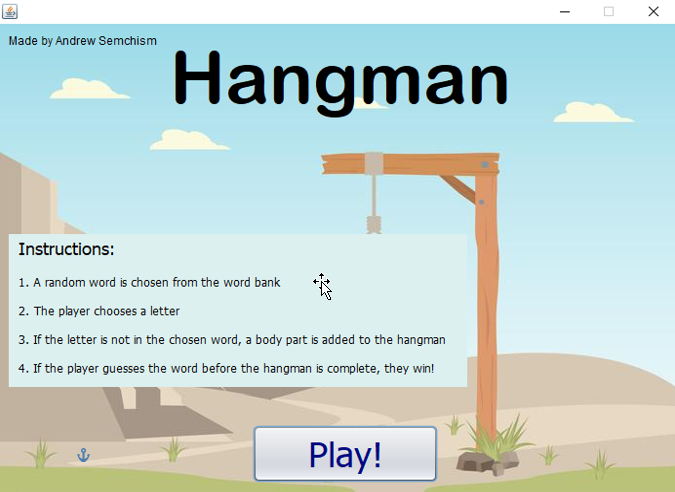 Made by Andrew Semchism
Hangman
Instructions:
1. A random word is chosen from the word bank
2. The player chooses a letter
3. If the letter is not in the chosen word, a body part is added to the hangman
4. If the player guesses the word before the hangman is complete, they win!
Play!